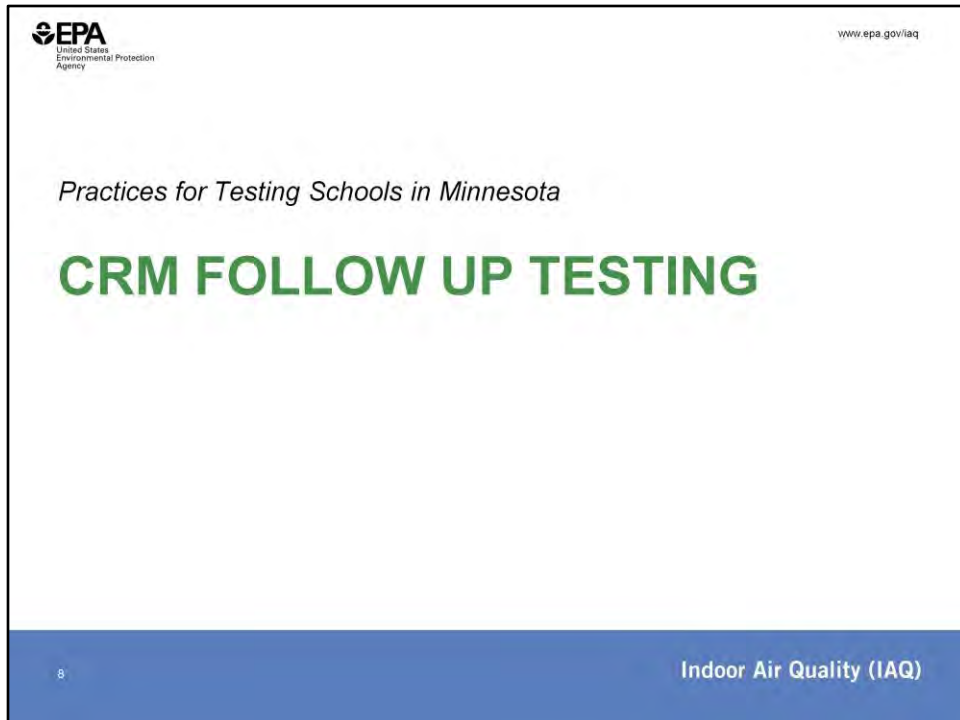 EPA
United States
Environmental Protection
Agency
www.epa.gov/iaq
Practices for Testing Schools in Minnesota
CRM FOLLOW UP TESTING
8
Indoor Air Quality (IAQ)